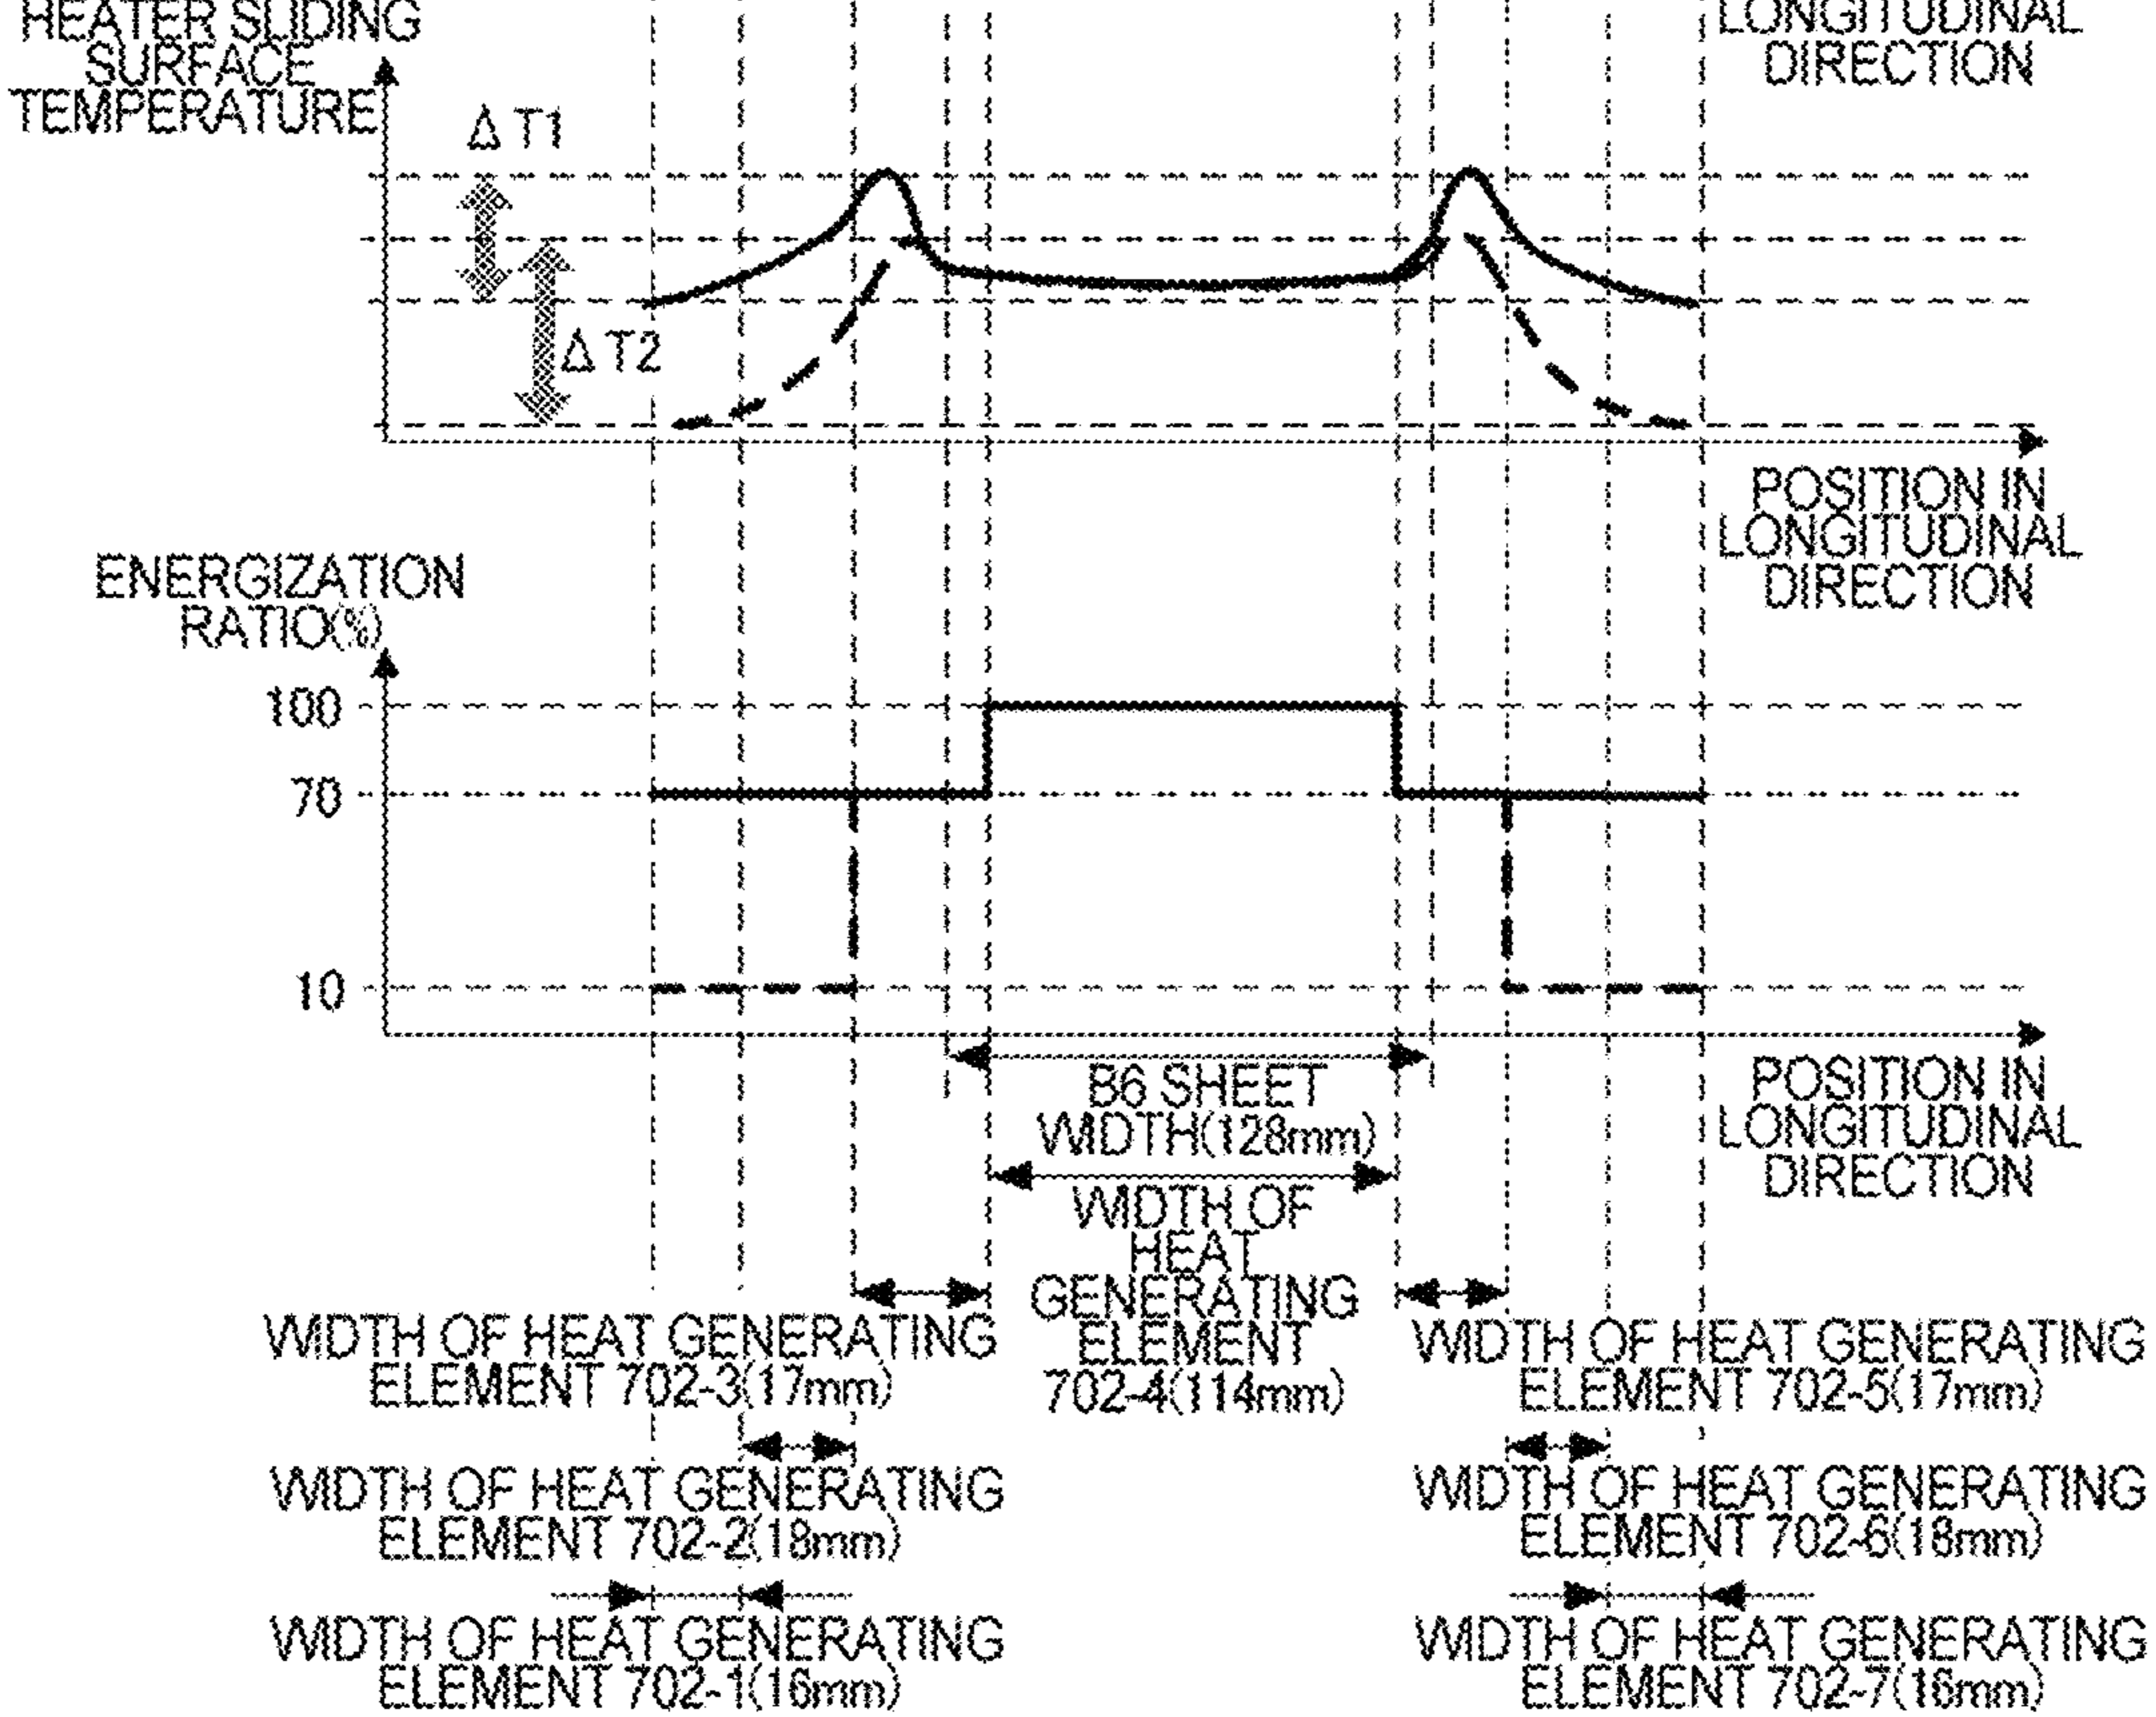 HEATER SLIDING
SURFACE
TEMPERATURE
LONGITUDINAL
DIRECTION
Δ T1
Δ T2
POSITION IN
LONGITUDINAL
DIRECTION
ENERGIZATION
RATIO(%)
100
70
10
POSITION IN
LONGITUDINAL
DIRECTION
B6 SHEET
WIDTH(128mm)
WIDTH OF
HEAT
GENERATING
ELEMENT
702-4(114mm)
WIDTH OF HEAT GENERATING
ELEMENT 702-3(17mm)
WIDTH OF HEAT GENERATING
ELEMENT 702-5(17mm)
WIDTH OF HEAT GENERATING
ELEMENT 702-2(18mm)
WIDTH OF HEAT GENERATING
ELEMENT 702-6(18mm)
WIDTH OF HEAT GENERATING
ELEMENT 702-1(16mm)
WIDTH OF HEAT GENERATING
ELEMENT 702-7(16mm)